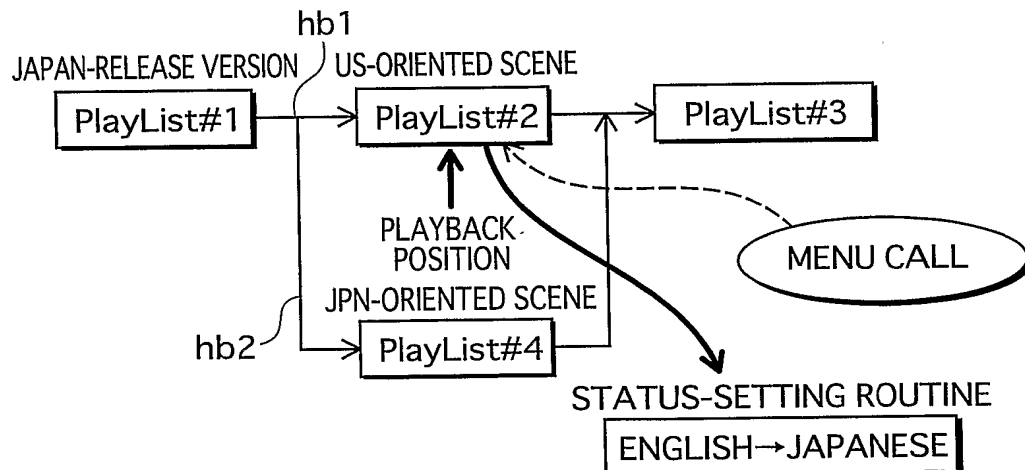 hb1
JAPAN-RELEASE VERSION
US-ORIENTED SCENE
PlayList#1
PlayList#2
PlayList#3
PLAYBACK
POSITION
MENU CALL
JPN-ORIENTED SCENE
hb2
PlayList#4
STATUS-SETTING ROUTINE
ENGLISH→JAPANESE